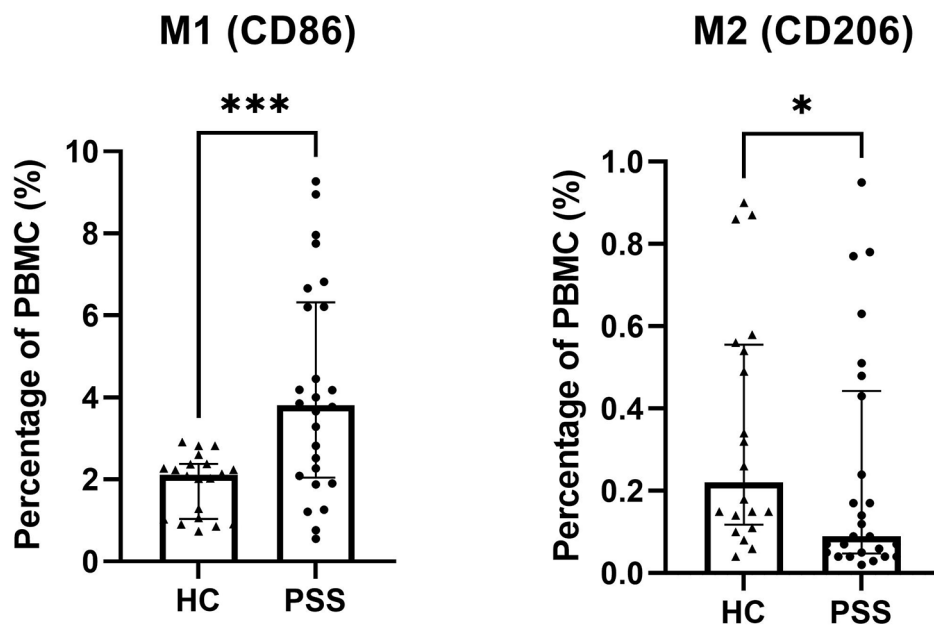 M1 (CD86)
***
Percentage of PBMC (%)
10
8
6
4
2
0
HC PSS
M2 (CD206)
*
Percentage of PBMC (%)
1.0
0.8
0.6
0.4
0.2
0.0
HC PSS